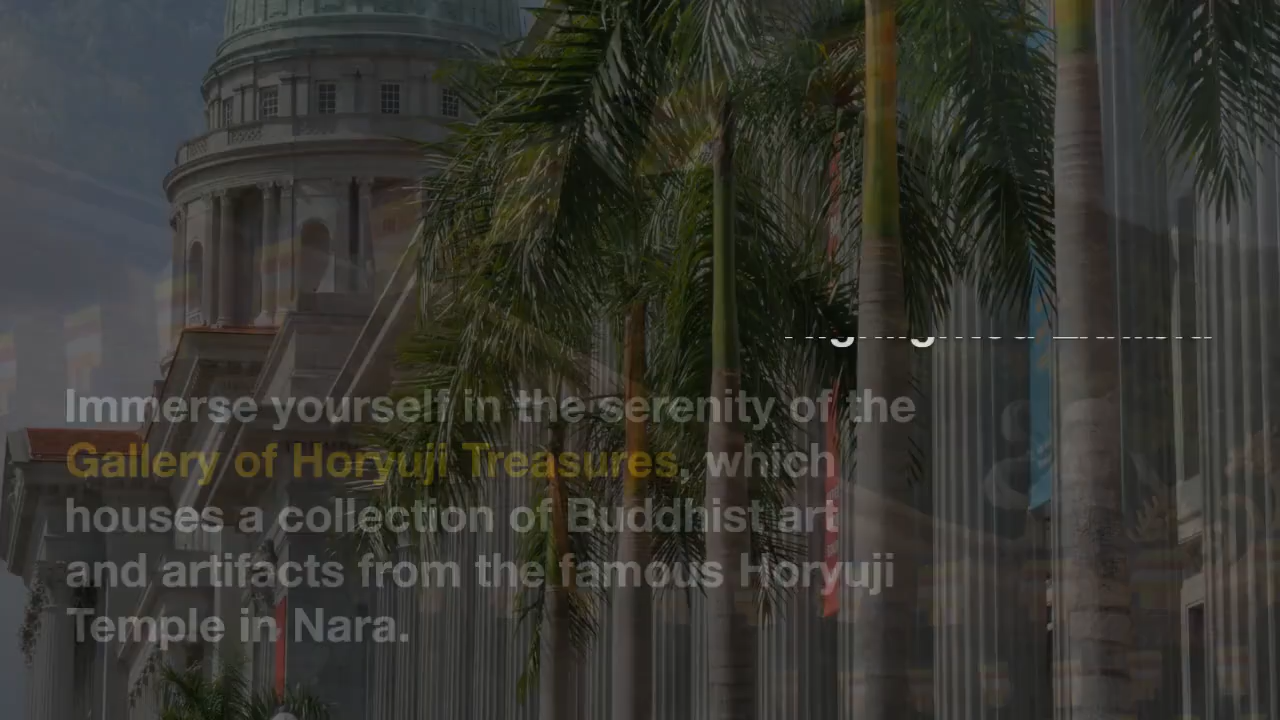 Immerse yourself in the serenity of the
Gallery of Horyuji Treasures, which
houses a collection of Buddhist art
and artifacts from the famous Horyuji
Temple in Nara.